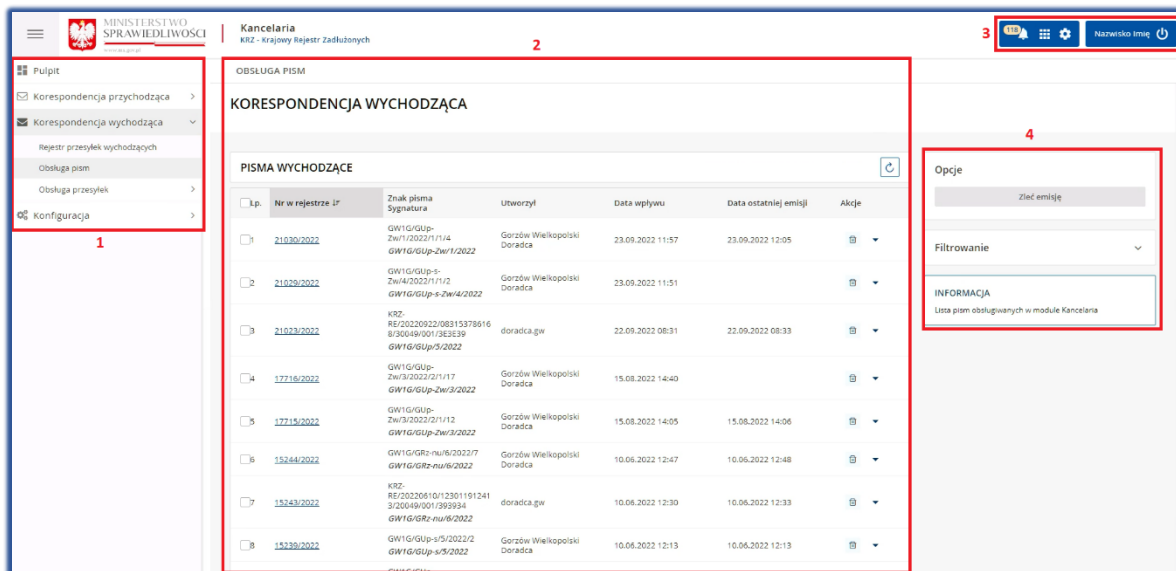 MINISTERSTWO
SPRAWIEDLIWOŚCI
www.ms.gov.pl
Kancelaria
KRZ - Krajowy Rejestr Zadłużonych
2
3
118
Nazwisko Imię
Pulpit
Korespondencja przychodząca
Korespondencja wychodząca
Rejestr przesyłek wychodzących
Obsługa pism
Obsługa przesyłek
Konfiguracja
1
OBSŁUGA PISM
KORESPONDENCJA WYCHODZĄCA
PISMA WYCHODZĄCE
Lp. Nr w rejestrze Znak pisma Utworzył Data wpływu Data ostatniej emisji Akcje
Sygnatura
GW1G/GUp-
1 21030/2022 Zw/1/2022/1/1/4 Gorzów Wielkopolski 23.09.2022 11:57 23.09.2022 12:05
GW1G/GUp-Zw/1/2022 Doradca
GW1G/GUp-s-
2 21029/2022 Zw/4/2022/1/1/2 Gorzów Wielkopolski 23.09.2022 11:51
GW1G/GUp-s-Zw/4/2022 Doradca
KRZ-
RE/20220922/08315378616
3 21023/2022 8/30049/001/3E3E39 doradca.gw 22.09.2022 08:31 22.09.2022 08:33
GW1G/GUp/5/2022
GW1G/GUp-
4 17716/2022 Zw/3/2022/2/1/17 Gorzów Wielkopolski 15.08.2022 14:40
GW1G/GUp-Zw/3/2022 Doradca
GW1G/GUp-
5 17715/2022 Zw/3/2022/2/1/12 Gorzów Wielkopolski 15.08.2022 14:05 15.08.2022 14:06
GW1G/GUp-Zw/3/2022 Doradca
6 15244/2022 GW1G/GRz-nu/6/2022/7 Gorzów Wielkopolski 10.06.2022 12:47 10.06.2022 12:48
GW1G/GRz-nu/6/2022 Doradca
KRZ-
RE/20220610/12301191241
7 15243/2022 3/20049/001/393934 doradca.gw 10.06.2022 12:30 10.06.2022 12:33
GW1G/GRz-nu/6/2022
8 15239/2022 GW1G/GUp-s/5/2022/2 Gorzów Wielkopolski 10.06.2022 12:13 10.06.2022 12:13
GW1G/GUp-s/5/2022 Doradca
4
Opcje
Zleć emisję
Filtrowanie
INFORMACJA
Lista pism obsługiwanych w module Kancelaria